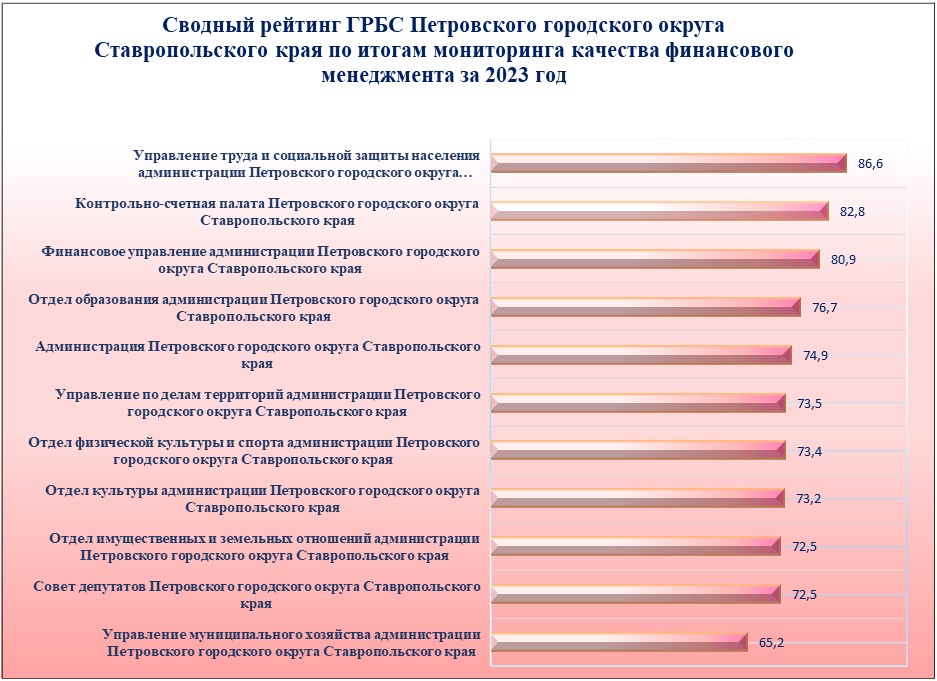 Сводный рейтинг ГРБС Петровского городского округа
Ставропольского края по итогам мониторинга качества финансового
менеджмента за 2023 год
Управление труда и социальной защиты населения
администрации Петровского городского округа…
86,6
Контрольно-счетная палата Петровского городского округа
Ставропольского края
82,8
Финансовое управление администрации Петровского городского
округа Ставропольского края
80,9
Отдел образования администрации Петровского городского округа
Ставропольского края
76,7
Администрация Петровского городского округа Ставропольского
края
74,9
Управление по делам территорий администрации Петровского
городского округа Ставропольского края
73,5
Отдел физической культуры и спорта администрации Петровского
городского округа Ставропольского края
73,4
Отдел культуры администрации Петровского городского округа
Ставропольского края
73,2
Отдел имущественных и земельных отношений администрации
Петровского городского округа Ставропольского края
72,5
Совет депутатов Петровского городского округа Ставропольского
края
72,5
Управление муниципального хозяйства администрации
Петровского городского округа Ставропольского края
65,2